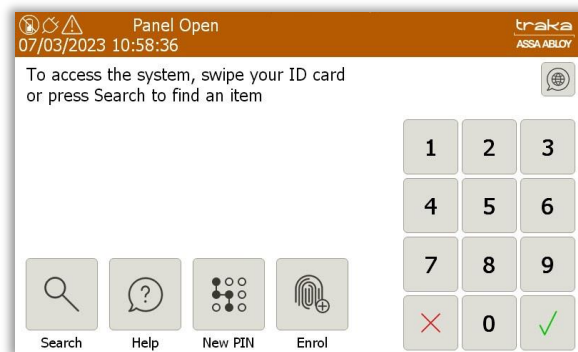 Panel Open
07/03/2023 10:58:36
traka
ASSA ABLOY
To access the system, swipe your ID card
or press Search to find an item
1 2 3
4 5 6
7 8 9
0
?
Search Help New PIN Enrol